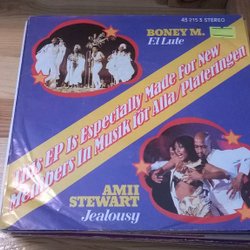 45 215 S STEREO
BONEY M.
El Lute
This EP Is Especially Made For New
Members In Musik för Alla/Plateringen
AMII
STEWART
Jealousy